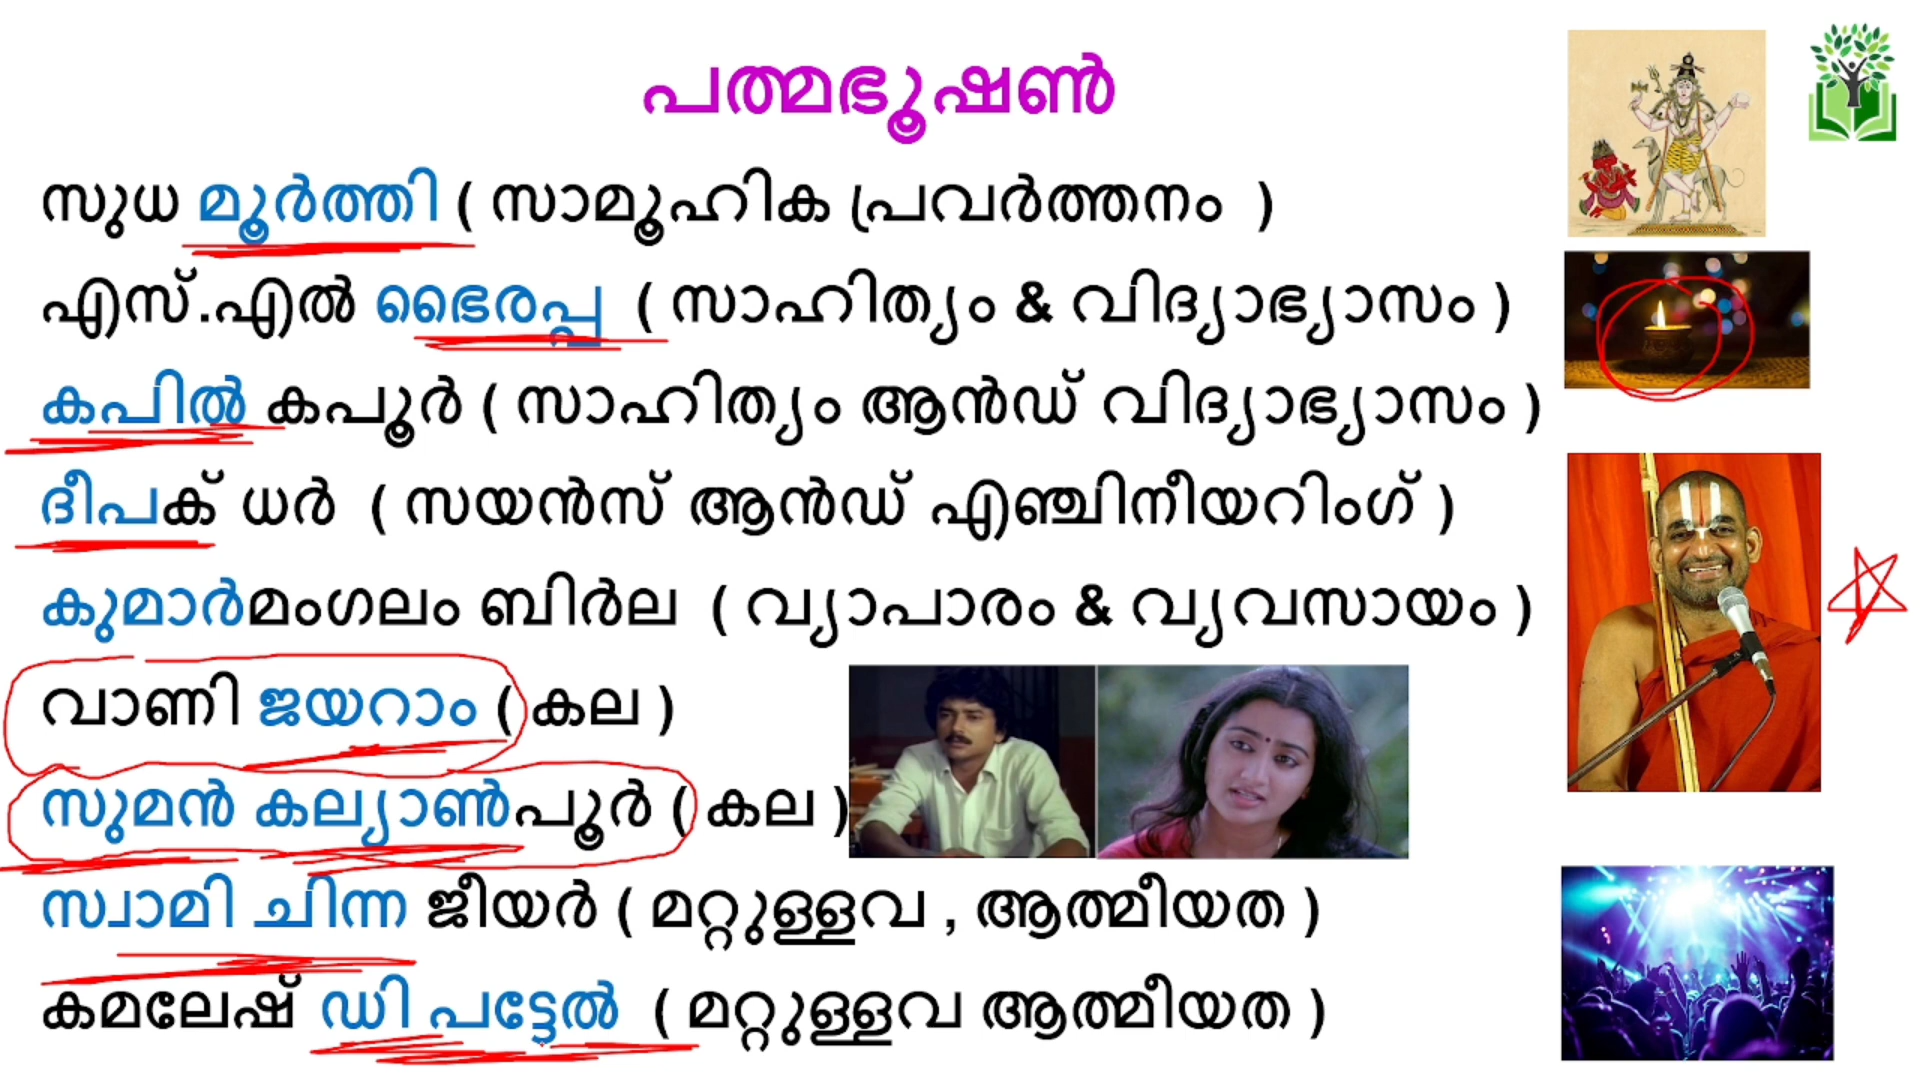 പത്മഭൂഷൺ
സുധ മൂർത്തി ( സാമൂഹിക പ്രവർത്തനം )
എസ്.എൽ ഭൈരപ്പ ( സാഹിത്യം & വിദ്യാഭ്യാസം )
കപിൽ കപൂർ ( സാഹിത്യം ആൻഡ് വിദ്യാഭ്യാസം )
ദീപക് ധർ ( സയൻസ് ആൻഡ് എഞ്ചിനീയറിംഗ് )
കുമാർമംഗലം ബിർല ( വ്യാപാരം & വ്യവസായം )
വാണി ജയറാം ( കല )
സുമൻ കല്യാൺപൂർ ( കല )
സ്വാമി ചിന്ന ജീയർ ( മറ്റുള്ളവ , ആത്മീയത )
കമലേഷ് ഡി പട്ടേൽ ( മറ്റുള്ളവ ആത്മീയത )